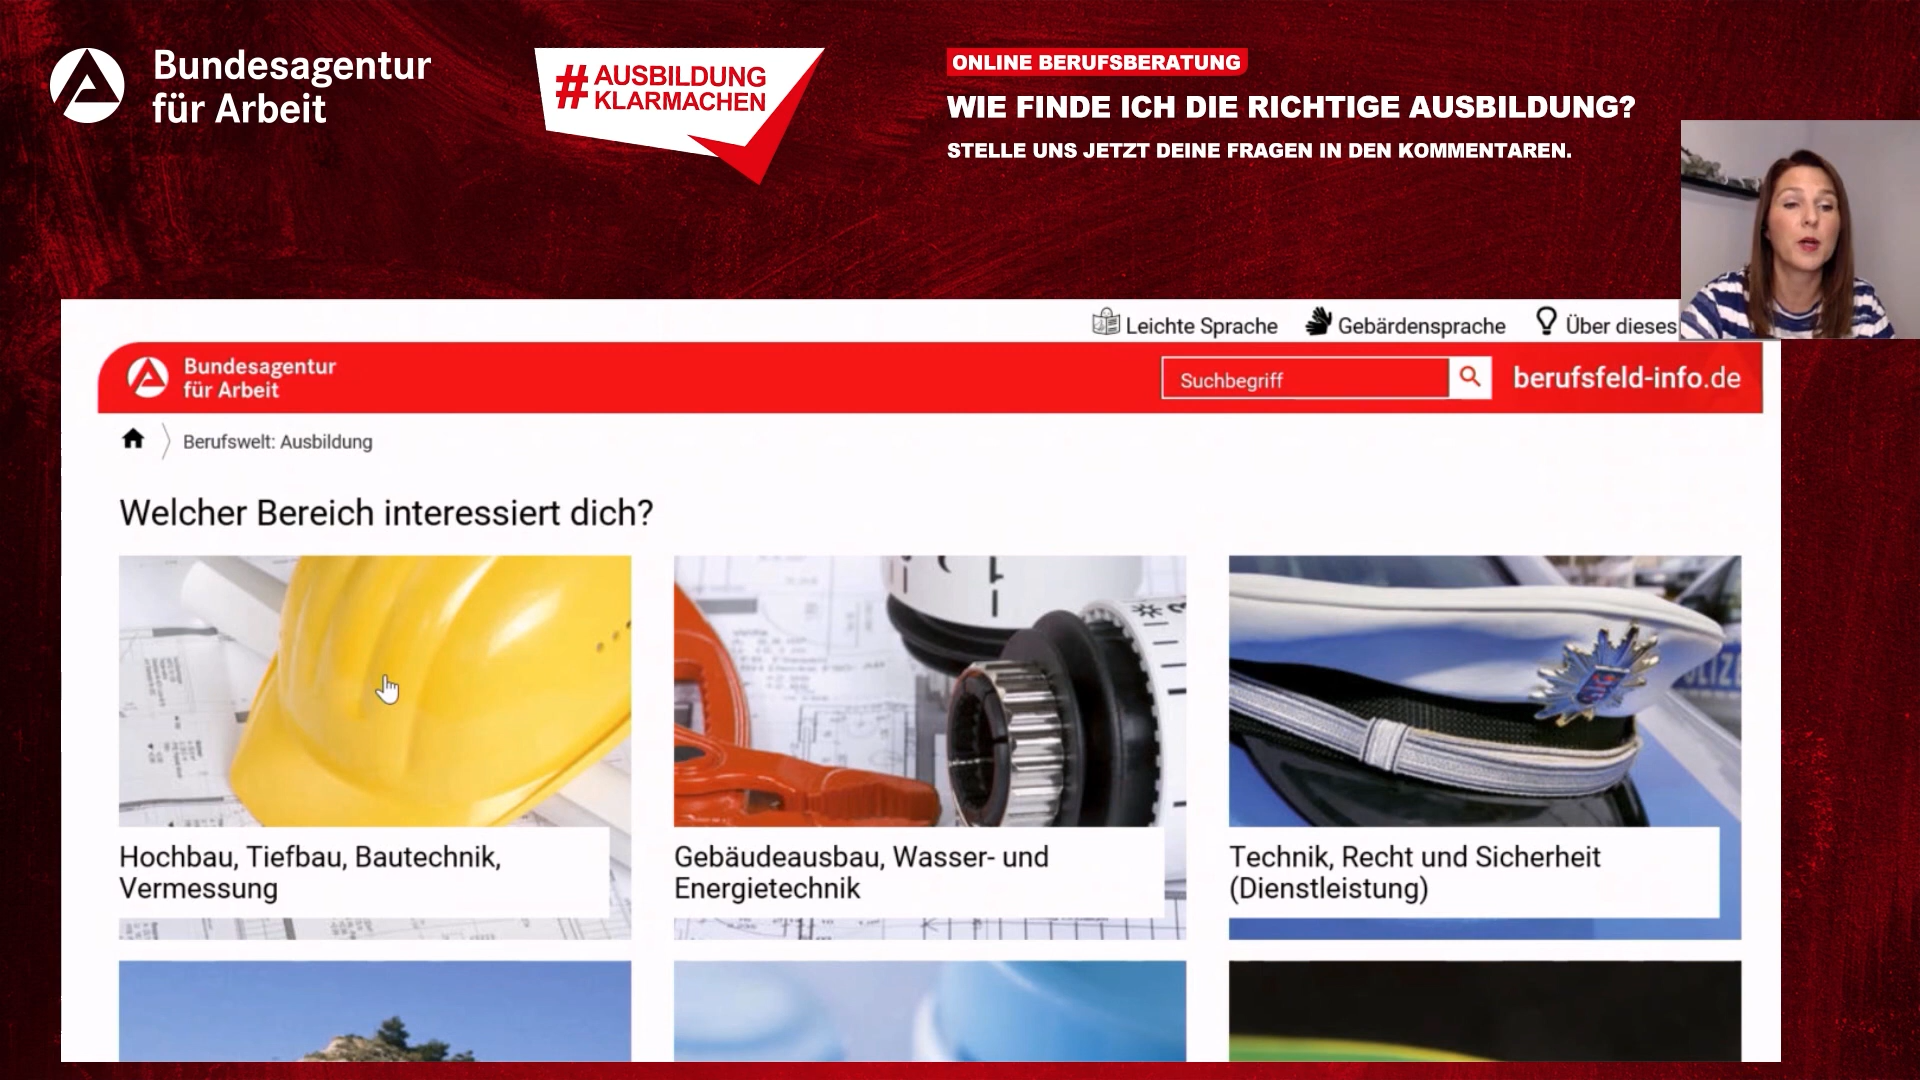 Bundesagentur
für Arbeit
#AUSBILDUNG
KLARMACHEN
ONLINE BERUFSBERATUNG
WIE FINDE ICH DIE RICHTIGE AUSBILDUNG?
STELLE UNS JETZT DEINE FRAGEN IN DEN KOMMENTAREN.
Leichte Sprache
Gebärdensprache
Über dieses
Bundesagentur
für Arbeit
Suchbegriff
berufsfeld-info.de
Berufswelt: Ausbildung
Welcher Bereich interessiert dich?
Hochbau, Tiefbau, Bautechnik,
Vermessung
Gebäudeausbau, Wasser- und
Energietechnik
Technik, Recht und Sicherheit
(Dienstleistung)